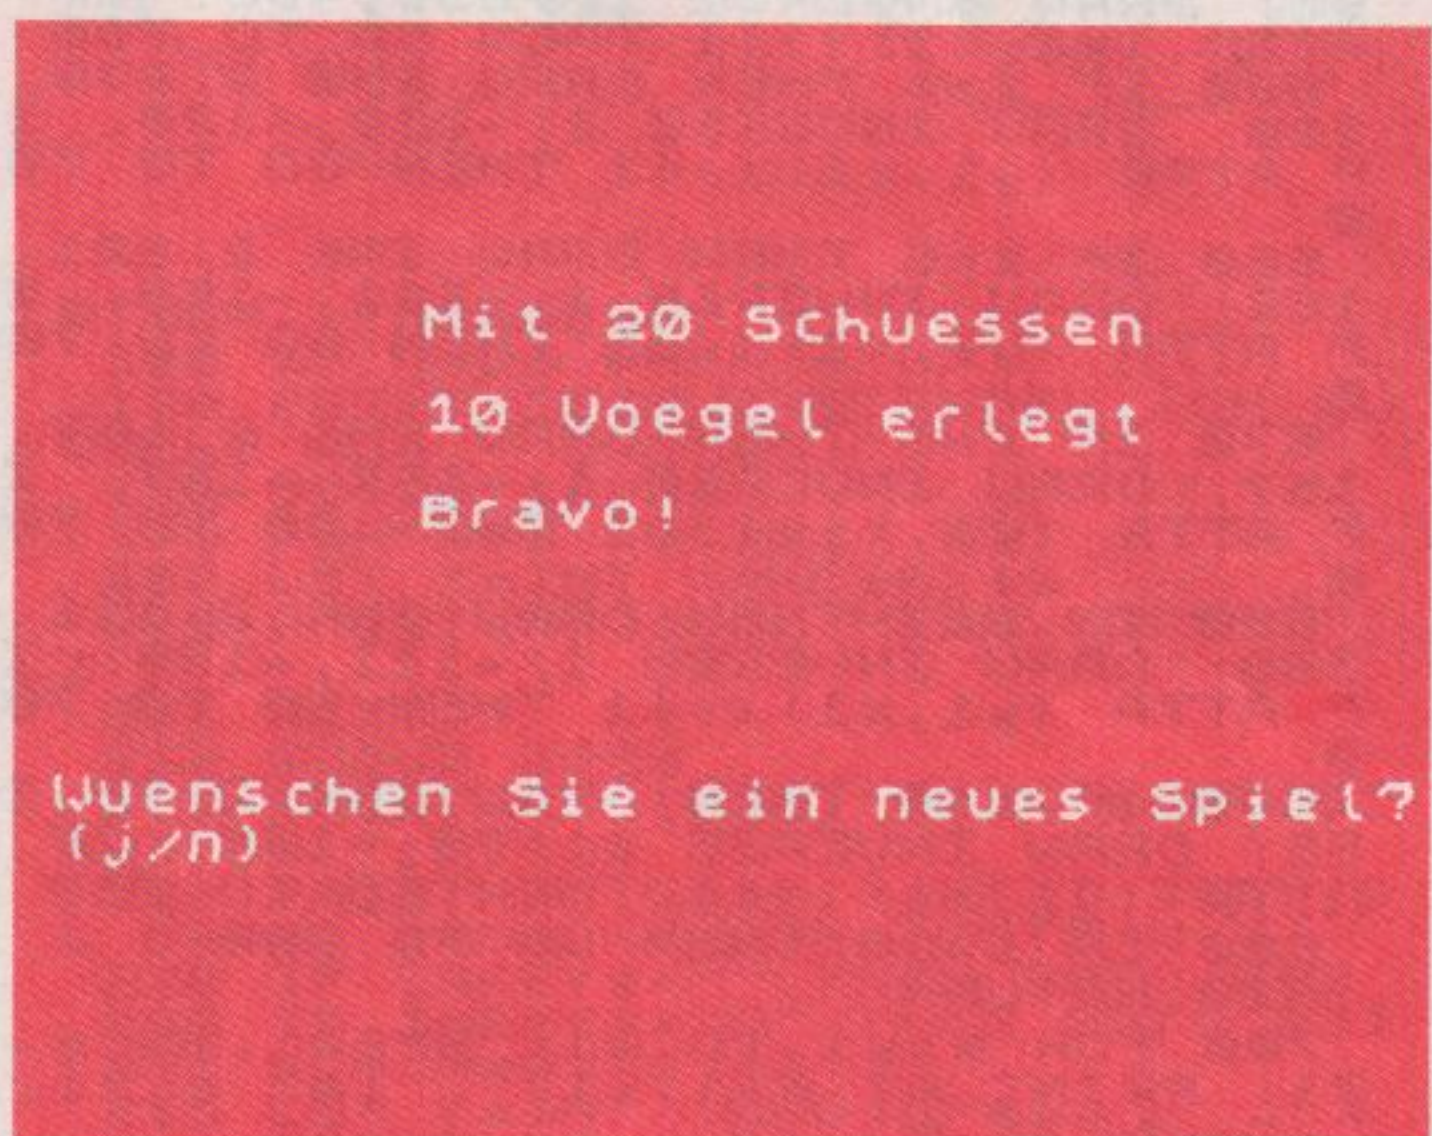 Mit 20 Schuessen
10 Voegel erlegt
Bravo!
Wuenschen Sie ein neues Spiel?
(j/n)